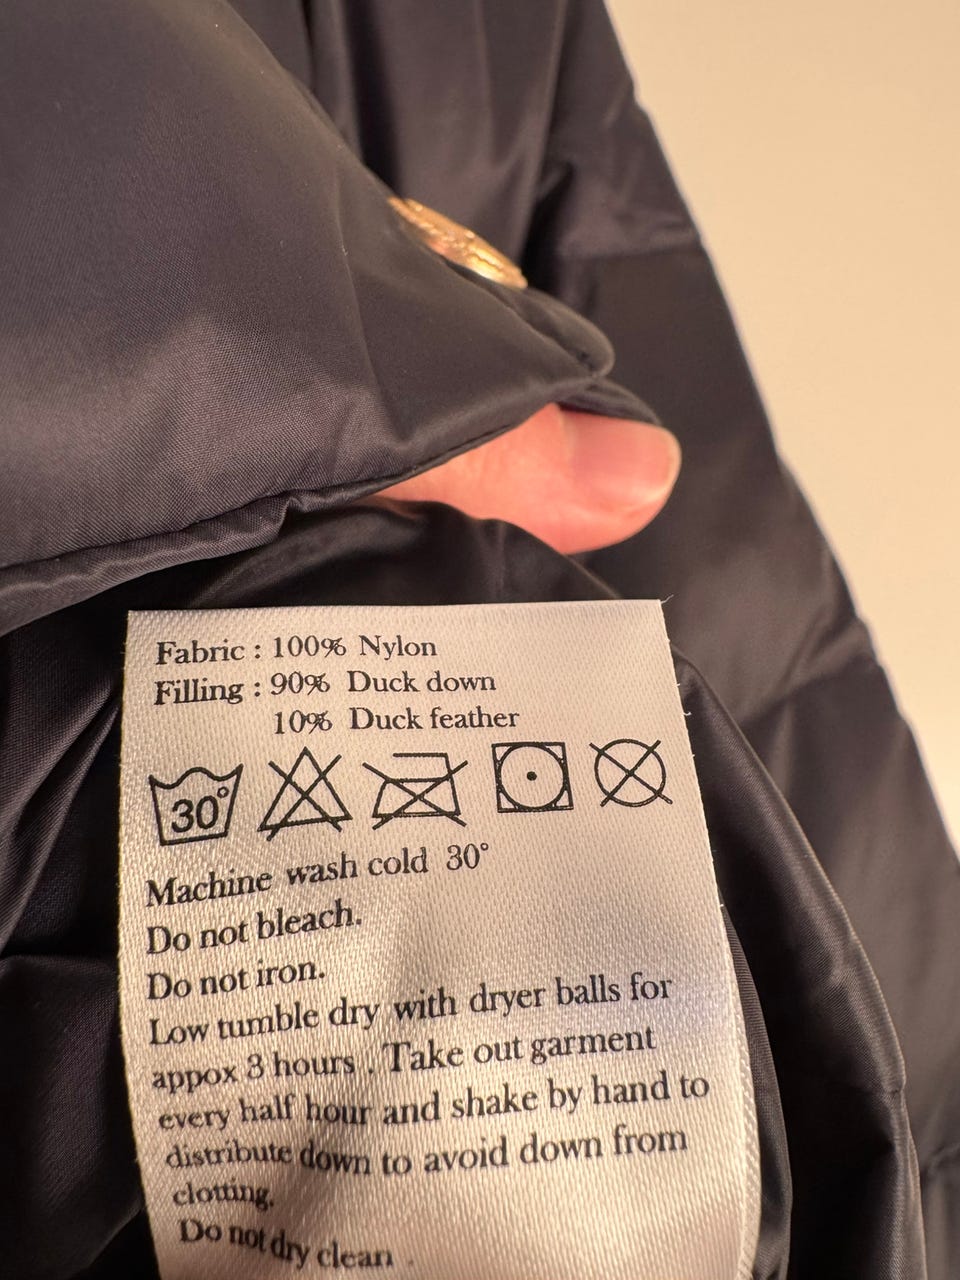 Fabric : 100% Nylon
Filling : 90% Duck down
10% Duck feather
30°
Machine wash cold 30°
Do not bleach.
Do not iron.
Low tumble dry with dryer balls for
appox 3 hours . Take out garment
every half hour and shake by hand to
distribute down to avoid down from
clotting.
Do not dry clean .